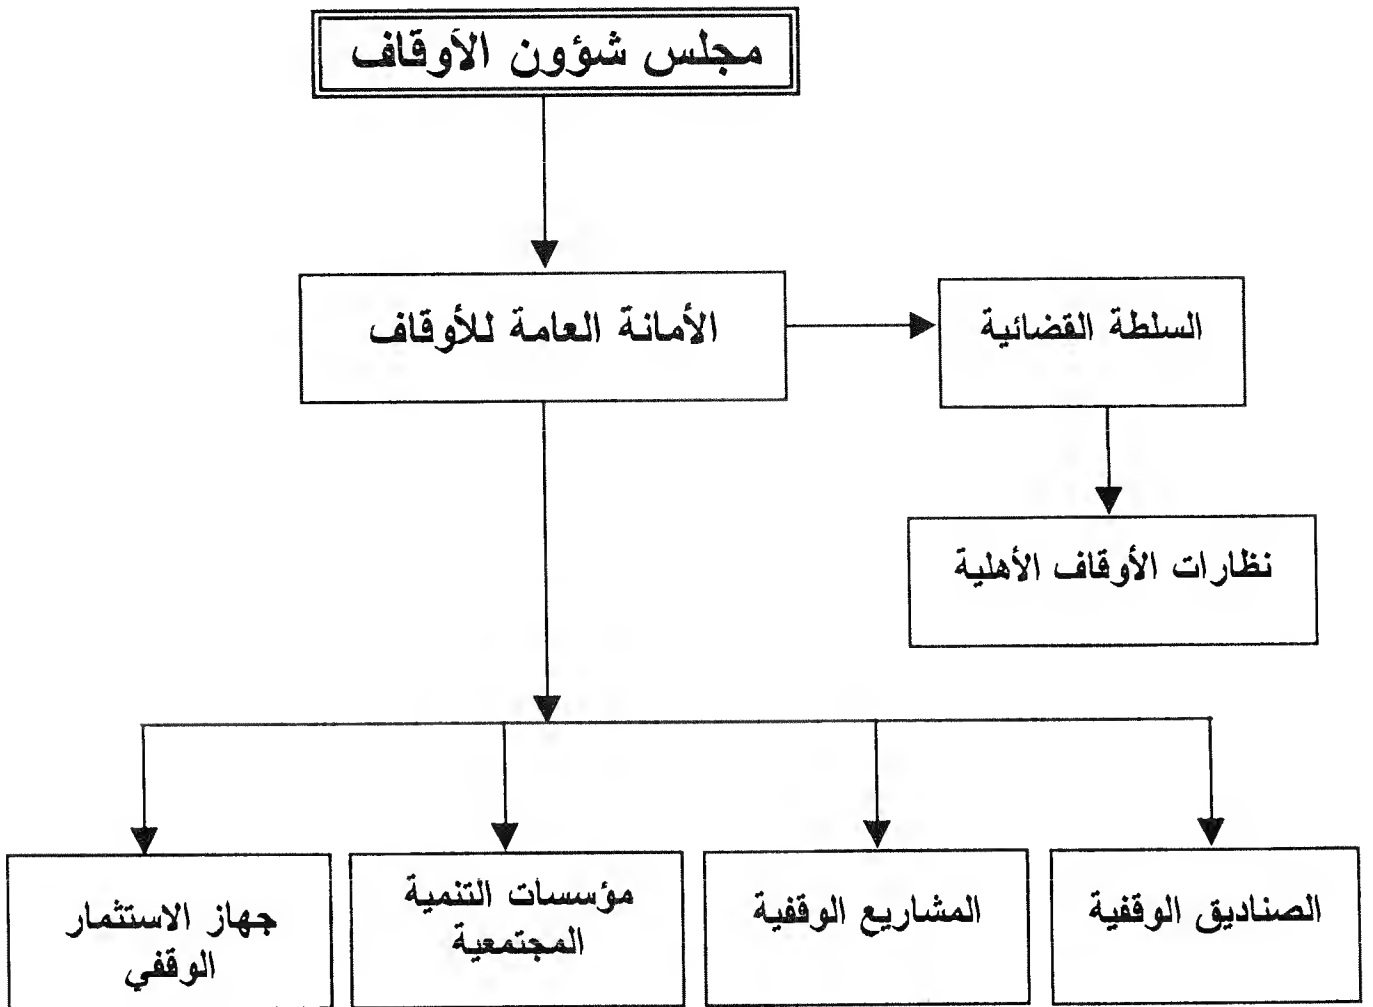 مجلس شؤون الأوقاف
الأمانة العامة للأوقاف
السلطة القضائية
نظارات الأوقاف الأهلية
الصناديق الوقفية
المشاريع الوقفية
مؤسسات التنمية
المجتمعية
جهاز الاستثمار
الوقفي